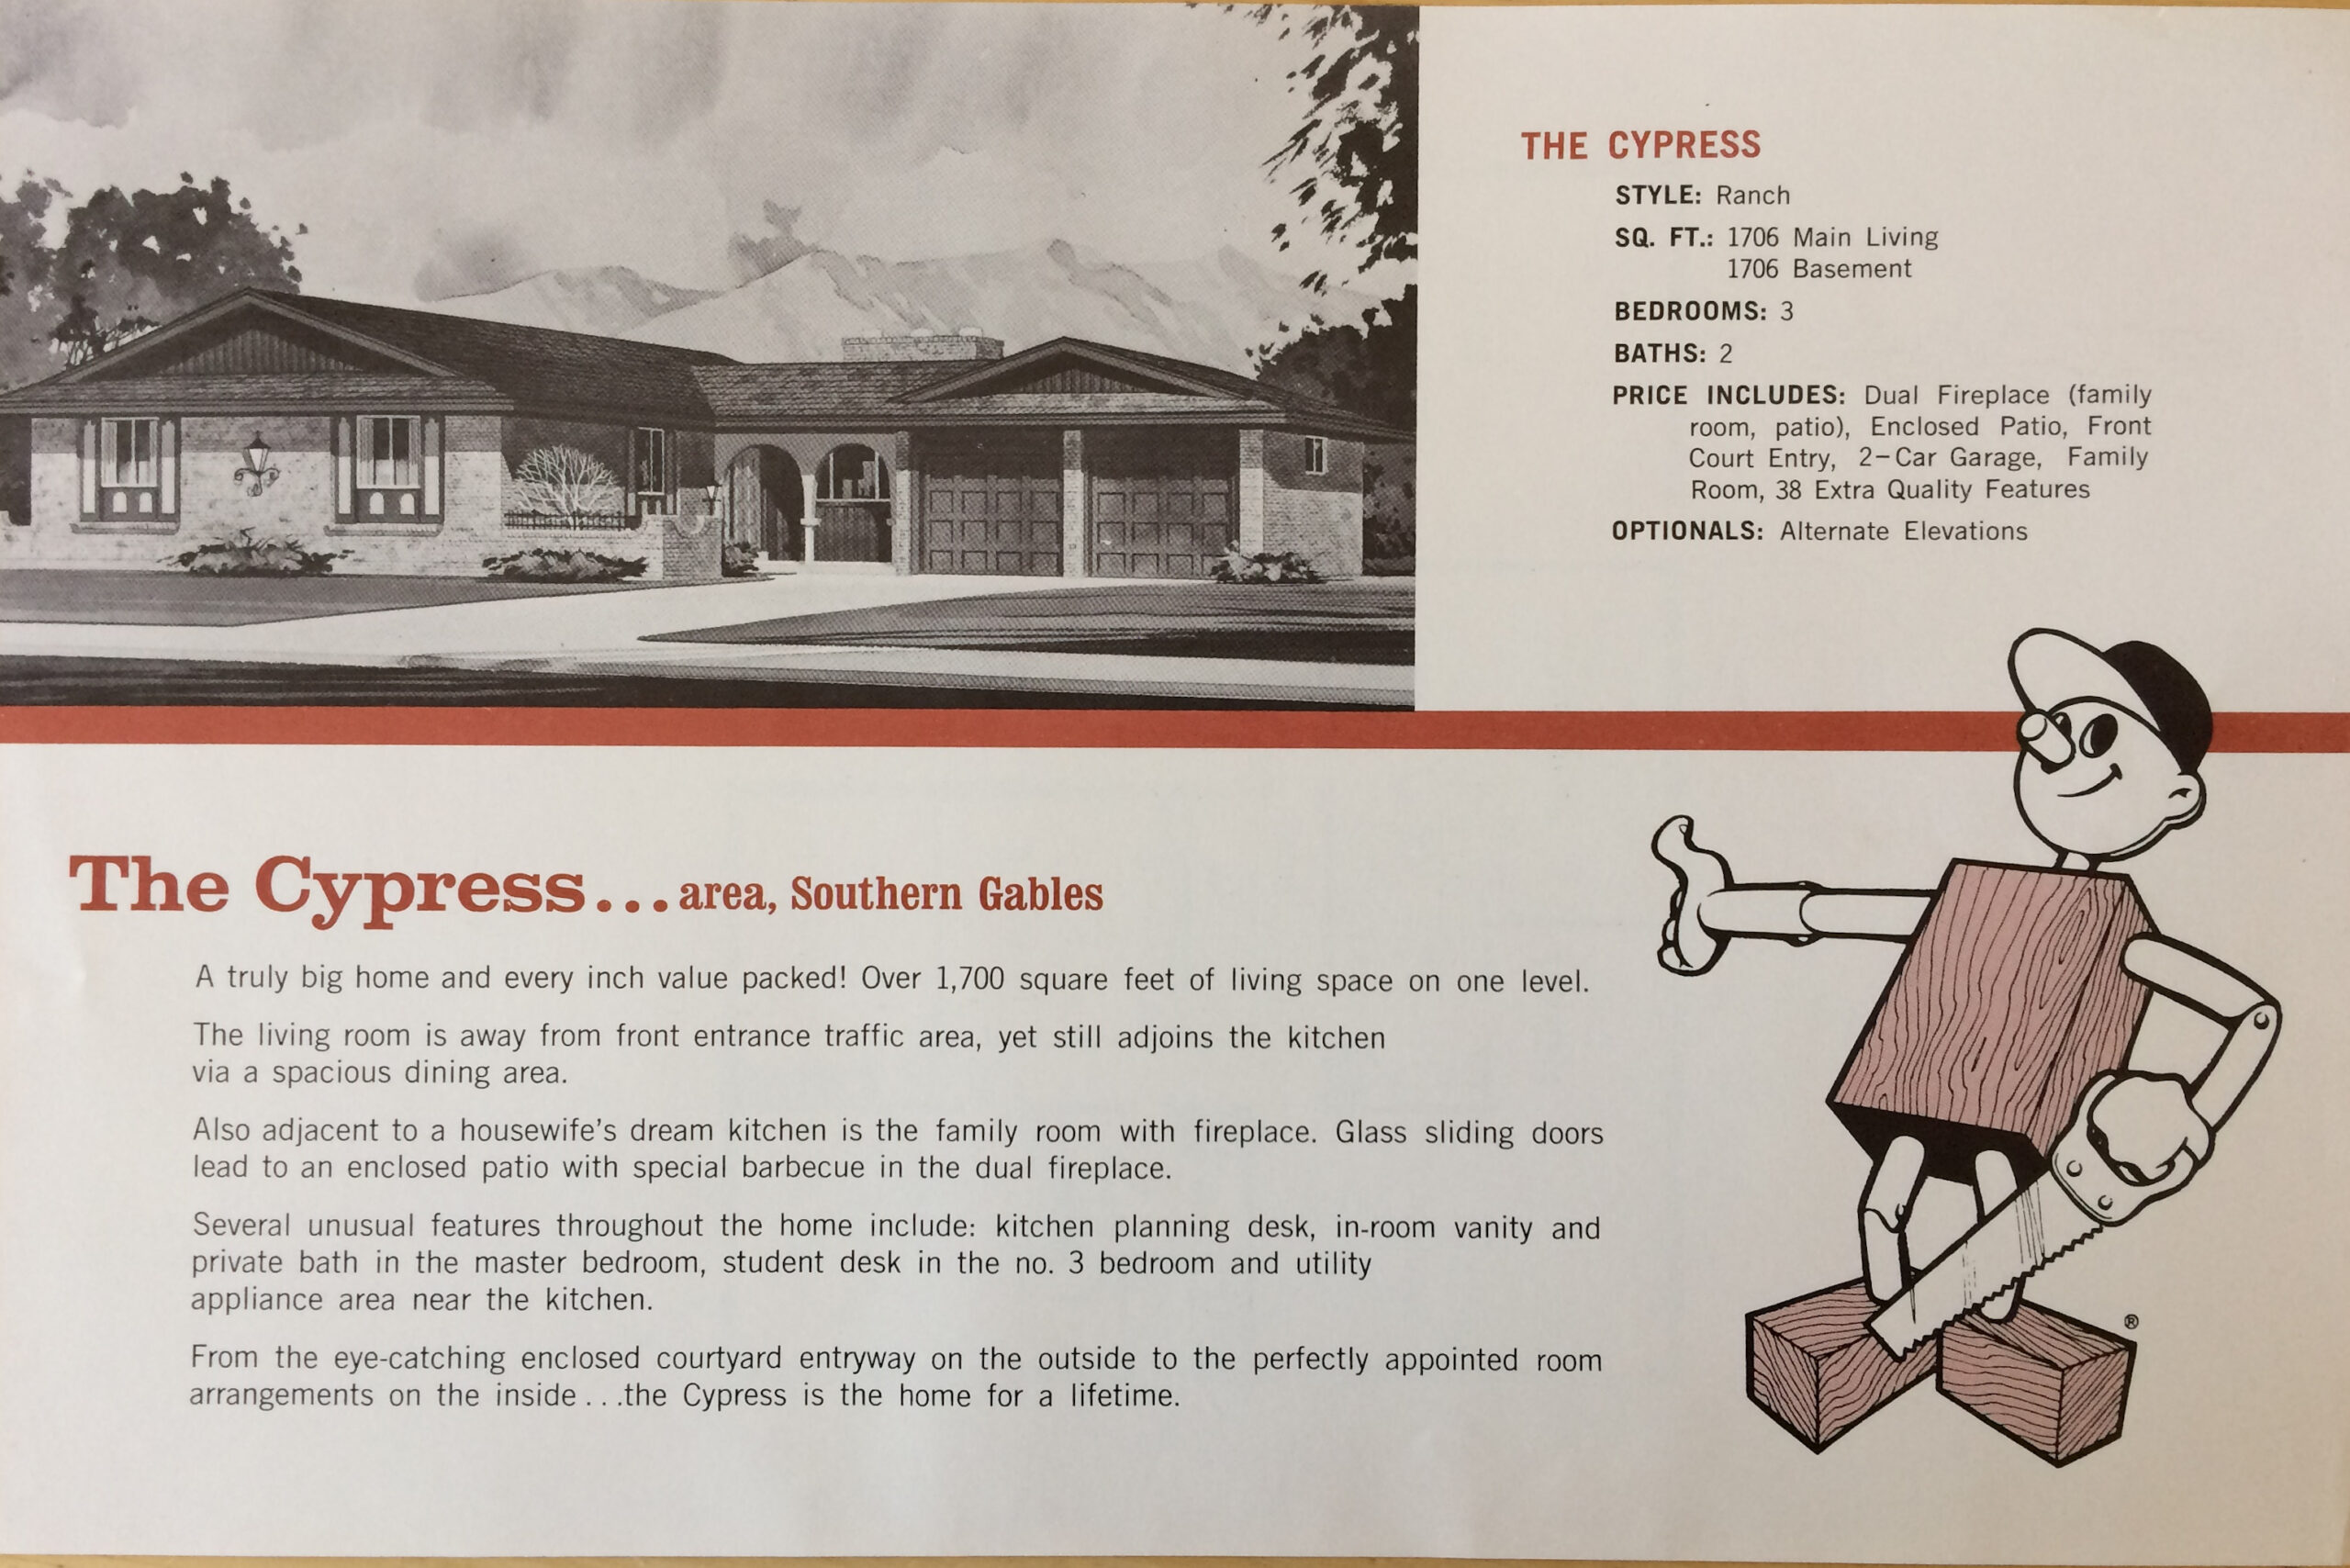 THE CYPRESS
STYLE: Ranch
SQ. FT.: 1706 Main Living
1706 Basement
BEDROOMS: 3
BATHS: 2
PRICE INCLUDES: Dual Fireplace (family
room, patio), Enclosed Patio, Front
Court Entry, 2-Car Garage, Family
Room, 38 Extra Quality Features
OPTIONALS: Alternate Elevations
The Cypress...area, Southern Gables
A truly big home and every inch value packed! Over 1,700 square feet of living space on one level.
The living room is away from front entrance traffic area, yet still adjoins the kitchen
via a spacious dining area.
Also adjacent to a housewife's dream kitchen is the family room with fireplace. Glass sliding doors
lead to an enclosed patio with special barbecue in the dual fireplace.
Several unusual features throughout the home include: kitchen planning desk, in-room vanity and
private bath in the master bedroom, student desk in the no. 3 bedroom and utility
appliance area near the kitchen.
From the eye-catching enclosed courtyard entryway on the outside to the perfectly appointed room
arrangements on the inside...the Cypress is the home for a lifetime.
®